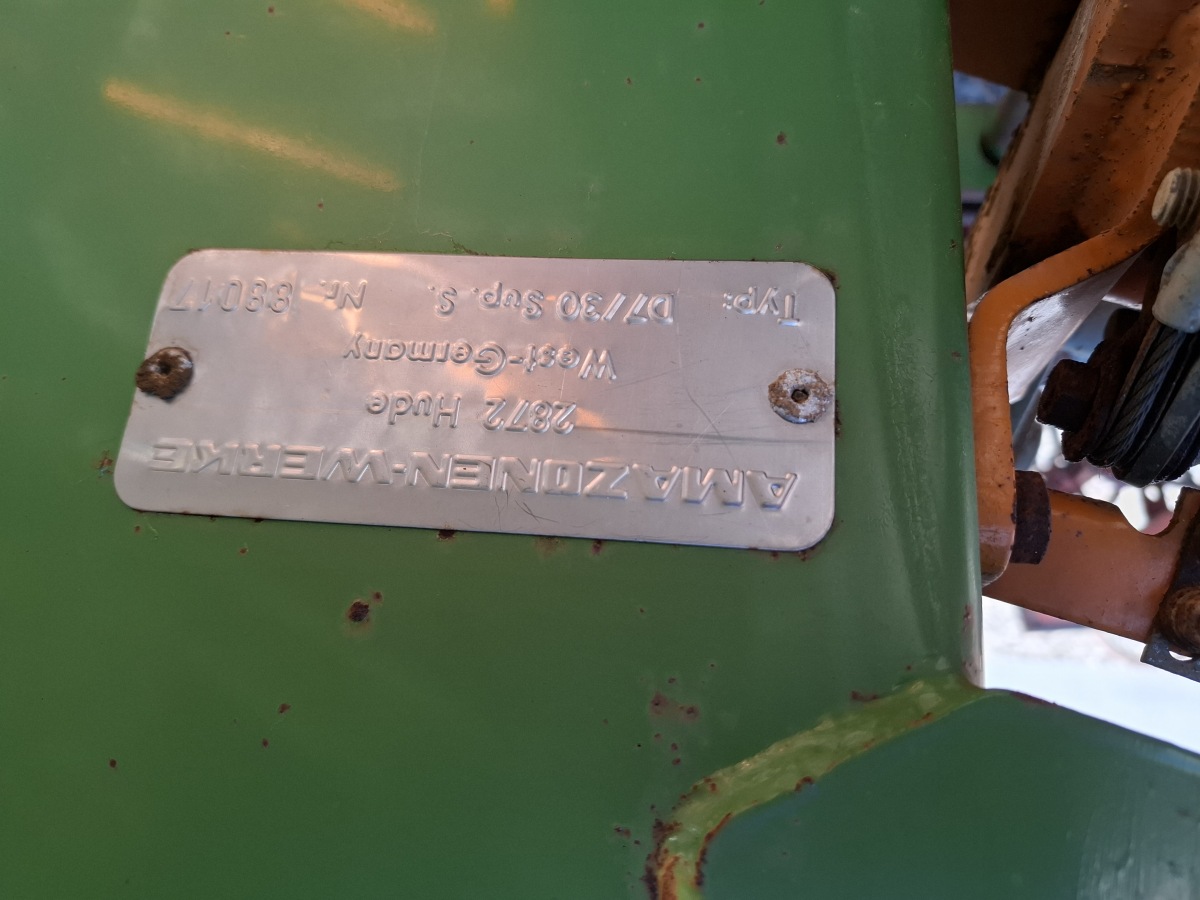 AMAZONEN-WERKE
2872 Hude
West-Germany
Typ: D7/30 Sup. S. Nr. 88017